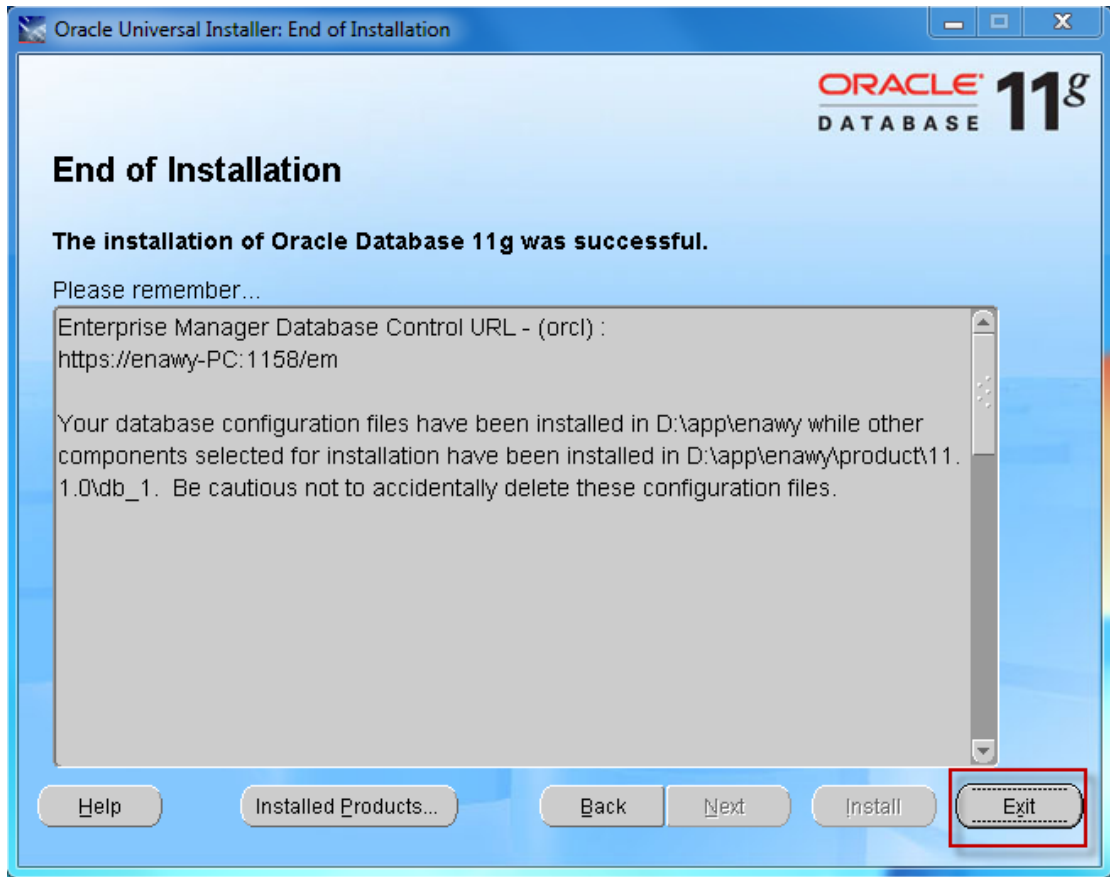 Oracle Universal Installer: End of Installation
ORACLE
DATABASE 11g
End of Installation
The installation of Oracle Database 11g was successful.
Please remember...
Enterprise Manager Database Control URL - (orcl) :
https://enawy-PC:1158/em
Your database configuration files have been installed in D:\app\enawy while other
components selected for installation have been installed in D:\app\enawy\product\11.
1.0\db_1. Be cautious not to accidentally delete these configuration files.
Help Installed Products... Back Next Install Exit